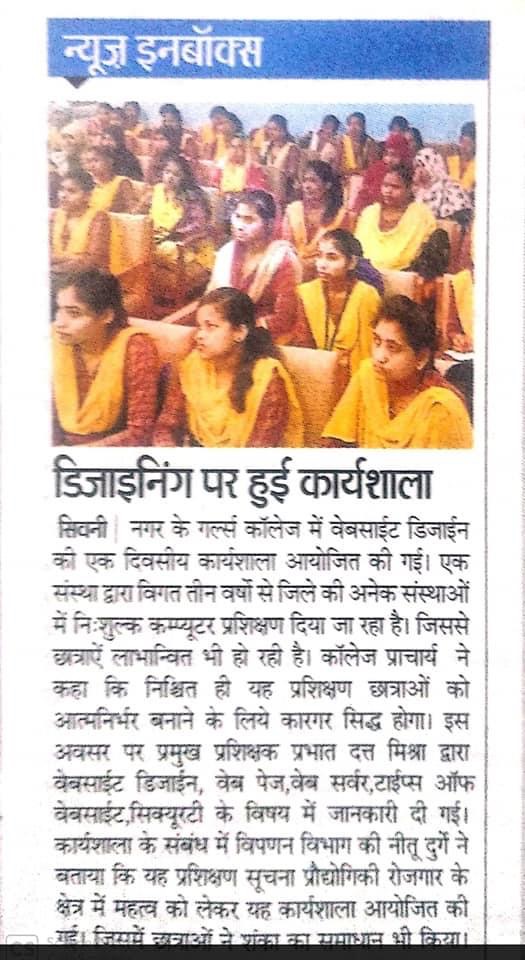 न्यूज़ इनबॉक्स
डिजाइनिंग पर हुई कार्यशाला
सिवनी| नगर के गर्ल्स कॉलेज में वेबसाईट डिजाईन
की एक दिवसीय कार्यशाला आयोजित की गई। एक
संस्था द्वारा विगत तीन वर्षो से जिले की अनेक संस्थाओं
में निःशुल्क कम्प्यूटर प्रशिक्षण दिया जा रहा है। जिससे
छात्राऐं लाभान्वित भी हो रही है। कॉलेज प्राचार्य ने
कहा कि निश्चित ही यह प्रशिक्षण छात्राओं को
आत्मनिर्भर बनाने के लिये कारगर सिद्ध होगा। इस
अवसर पर प्रमुख प्रशिक्षक प्रभात दत्त मिश्रा द्वारा
वेबसाईट डिजाईन, वेब पेज,वेब सर्वर,टाईप्स ऑफ
वेबसाईट,सिक्यूरटी के विषय में जानकारी दी गई।
कार्यशाला के संबंध में विपणन विभाग की नीतू दुर्गे ने
बताया कि यह प्रशिक्षण सूचना प्रौद्योगिकी रोजगार के
क्षेत्र में महत्व को लेकर यह कार्यशाला आयोजित की
गई। जिसमें छात्राओं ने शंका का समाधान भी किया।
CS